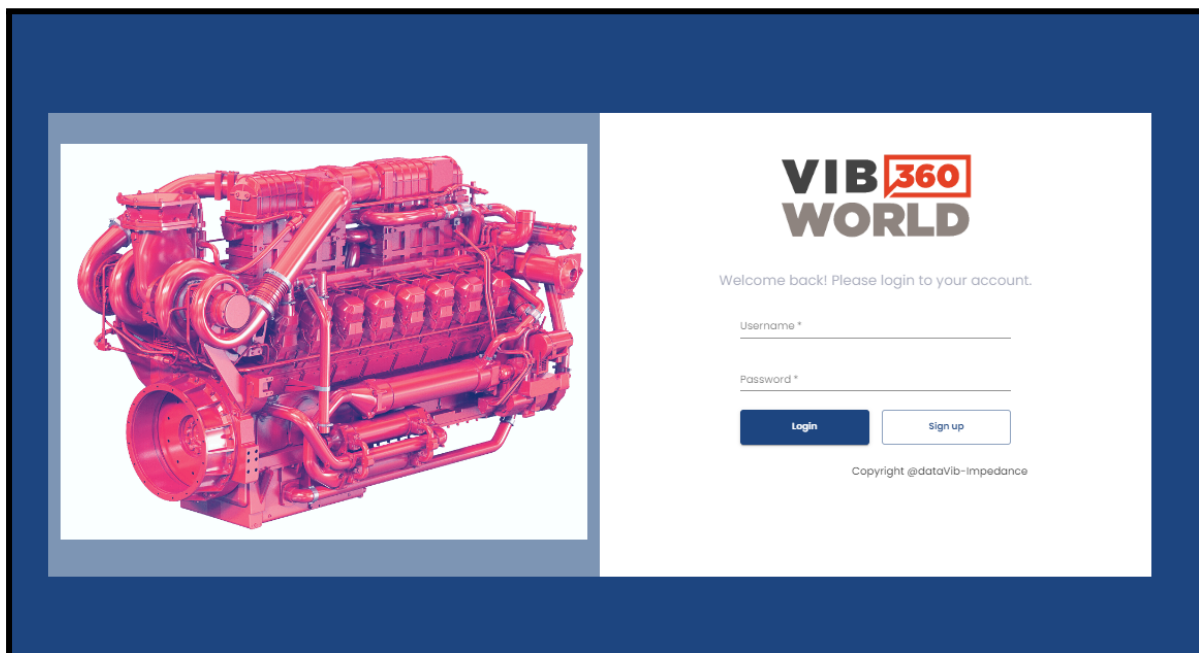 VIB 360
WORLD
Welcome back! Please login to your account.
Username *
Password *
Login Sign up
Copyright @dataVib-Impedance